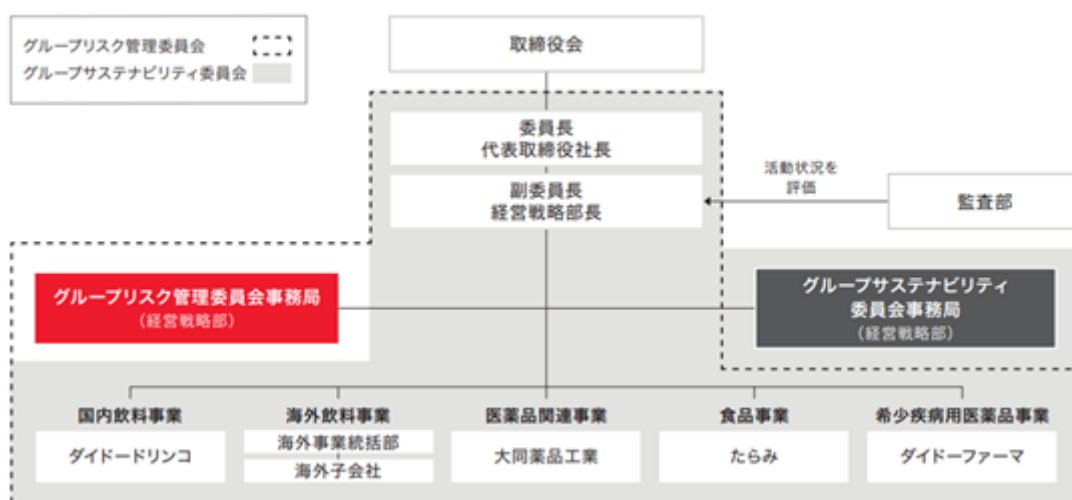 グループリスク管理委員会
グループサステナビリティ委員会
取締役会
委員長
代表取締役社長
副委員長
経営戦略部長
活動状況を
評価
監査部
グループリスク管理委員会事務局
(経営戦略部)
グループサステナビリティ
委員会事務局
(経営戦略部)
国内飲料事業
ダイドードリンコ
海外飲料事業
海外事業統括部
海外子会社
医薬品関連事業
大同薬品工業
食品事業
たらみ
希少疾病用医薬品事業
ダイドーファーマ